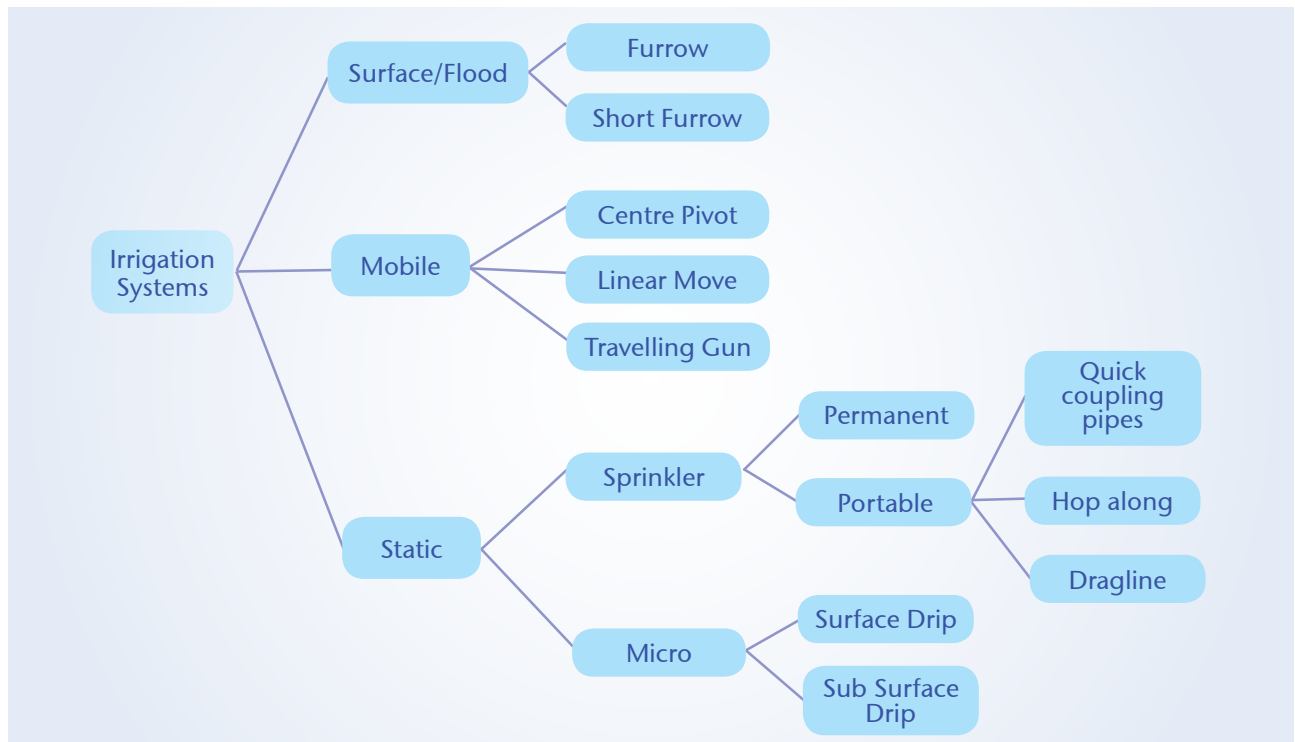 Irrigation
Systems
Surface/Flood
Furrow
Short Furrow
Mobile
Centre Pivot
Linear Move
Travelling Gun
Static
Sprinkler
Permanent
Portable
Quick
coupling
pipes
Hop along
Dragline
Micro
Surface Drip
Sub Surface
Drip